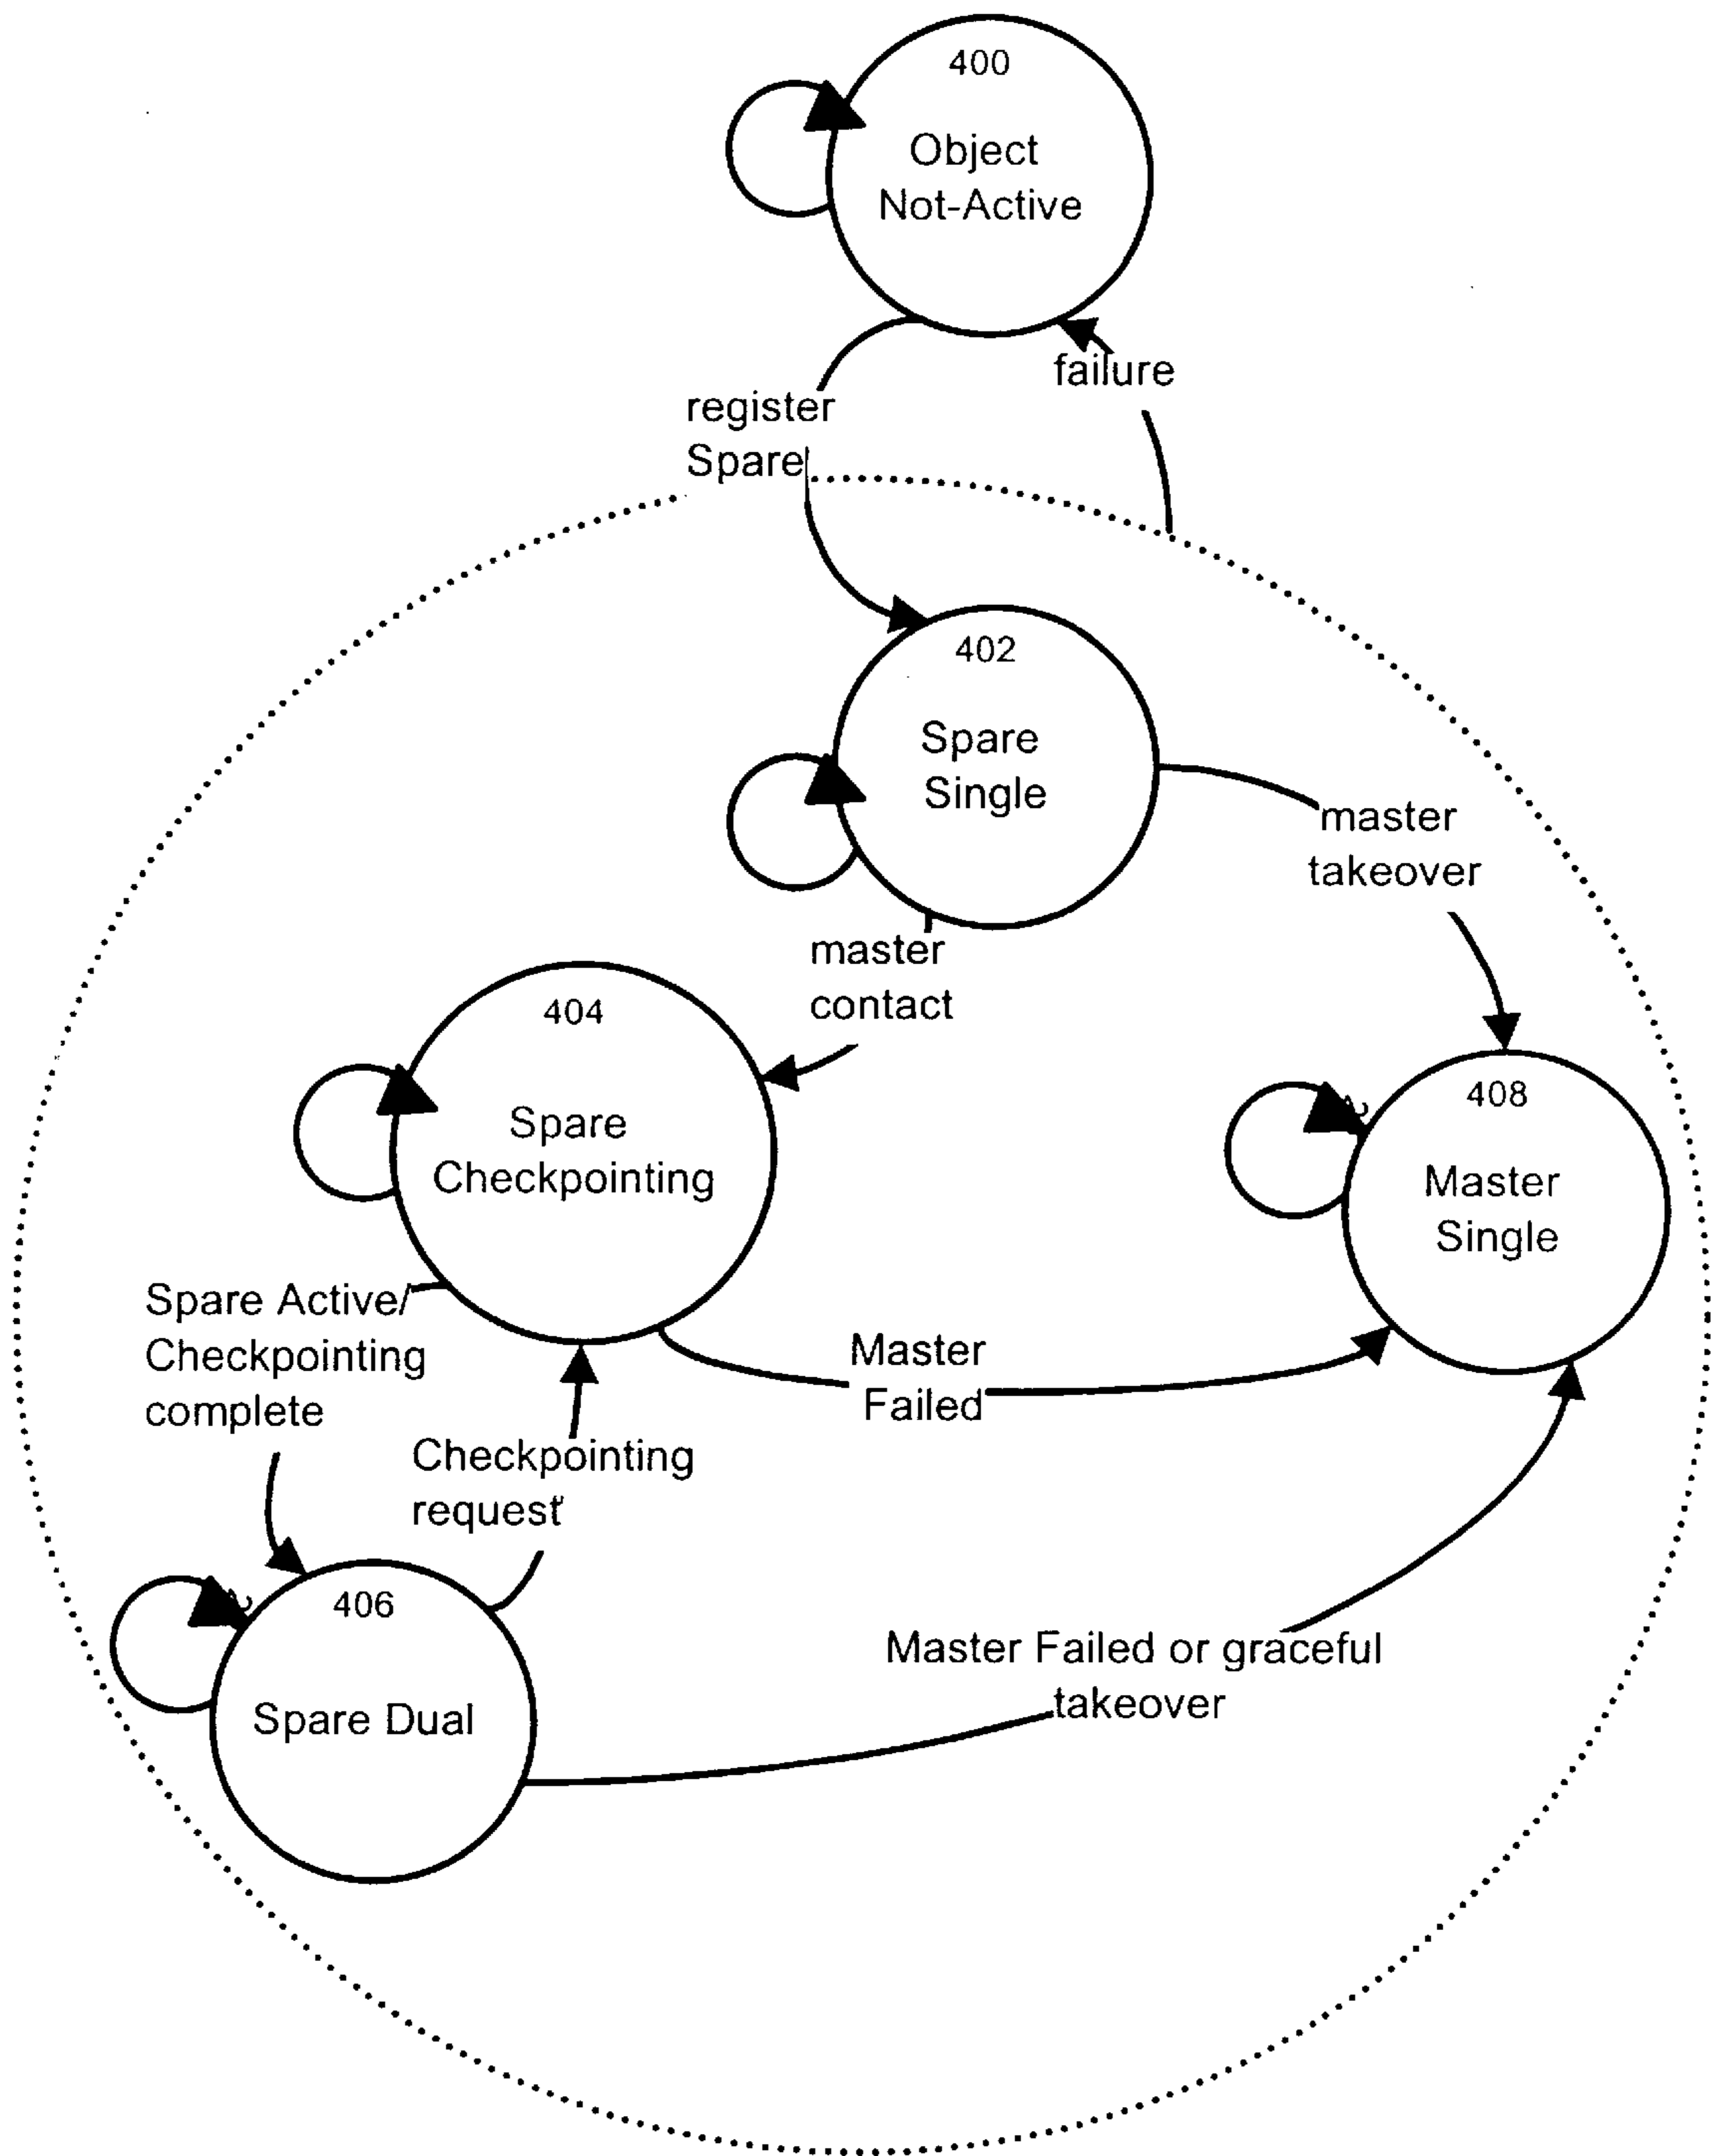 400
Object
Not-Active
failure
register
Spare
402
Spare
Single
master
takeover
master
contact
404
Spare
Checkpointing
408
Master
Single
Spare Active/
Checkpointing
complete
Master
Failed
Checkpointing
request
406
Spare Dual
Master Failed or graceful
takeover